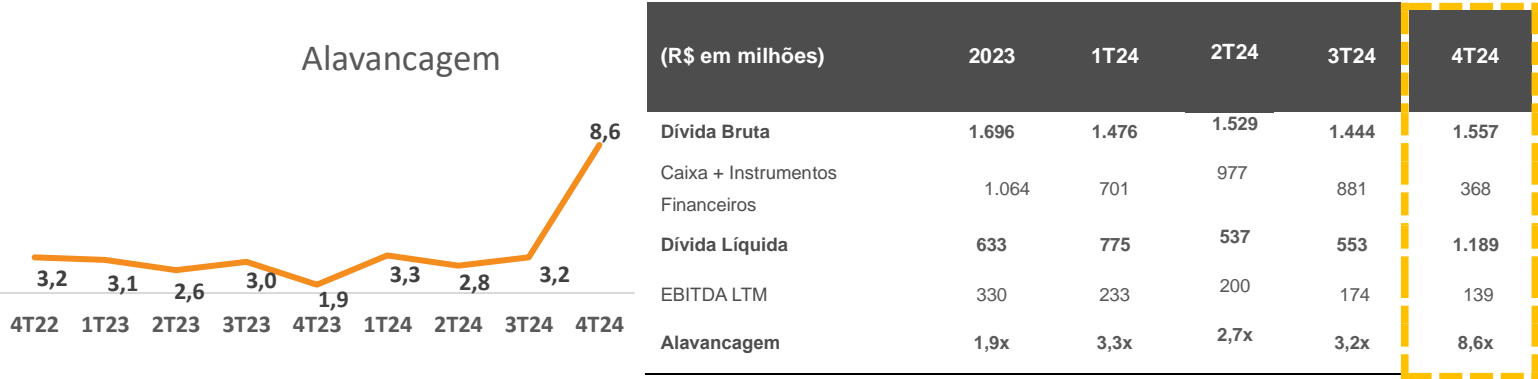 Alavancagem
8,6
3,2 3,1 2,6 3,0 1,9 3,3 2,8 3,2
4T22 1T23 2T23 3T23 4T23 1T24 2T24 3T24 4T24
(R$ em milhões) 2023 1T24 2T24 3T24 4T24
Dívida Bruta 1.696 1.476 1.529 1.444 1.557
Caixa + Instrumentos
Financeiros 1.064 701 977 881 368
Dívida Líquida 633 775 537 553 1.189
EBITDA LTM 330 233 200 174 139
Alavancagem 1,9x 3,3x 2,7x 3,2x 8,6x